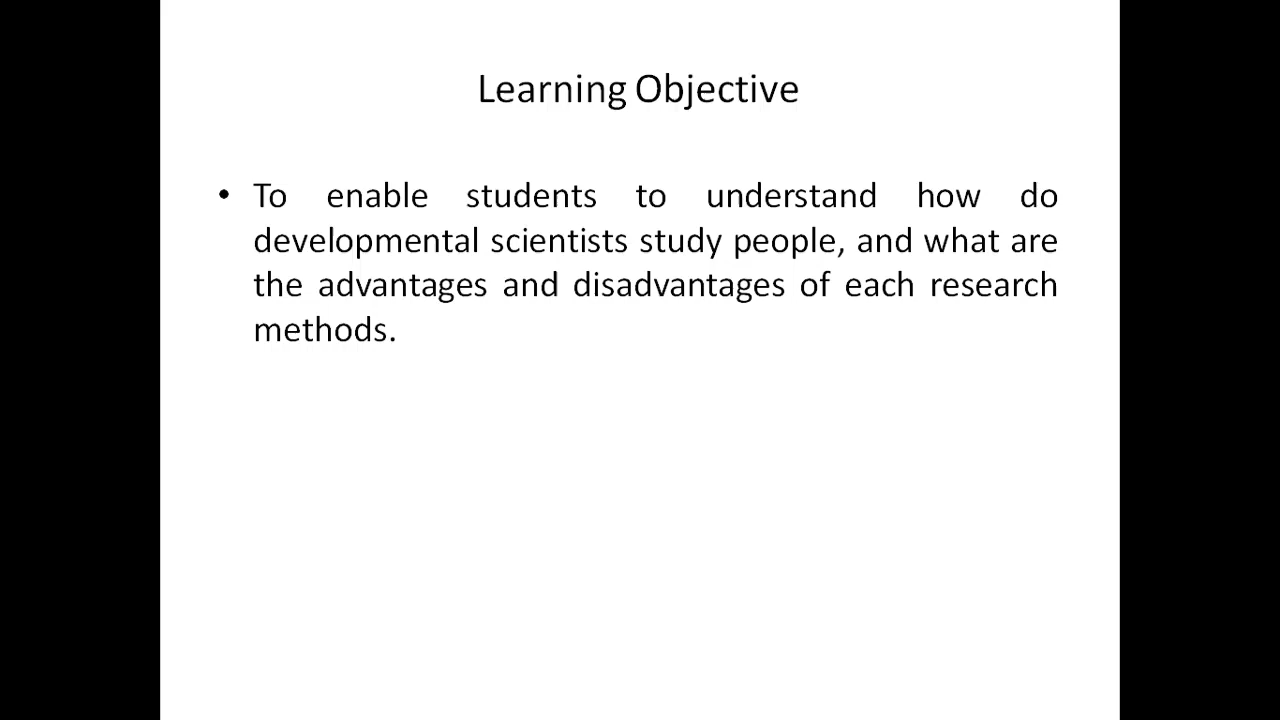 Learning Objective
• To enable students to understand how do
developmental scientists study people, and what are
the advantages and disadvantages of each research
methods.